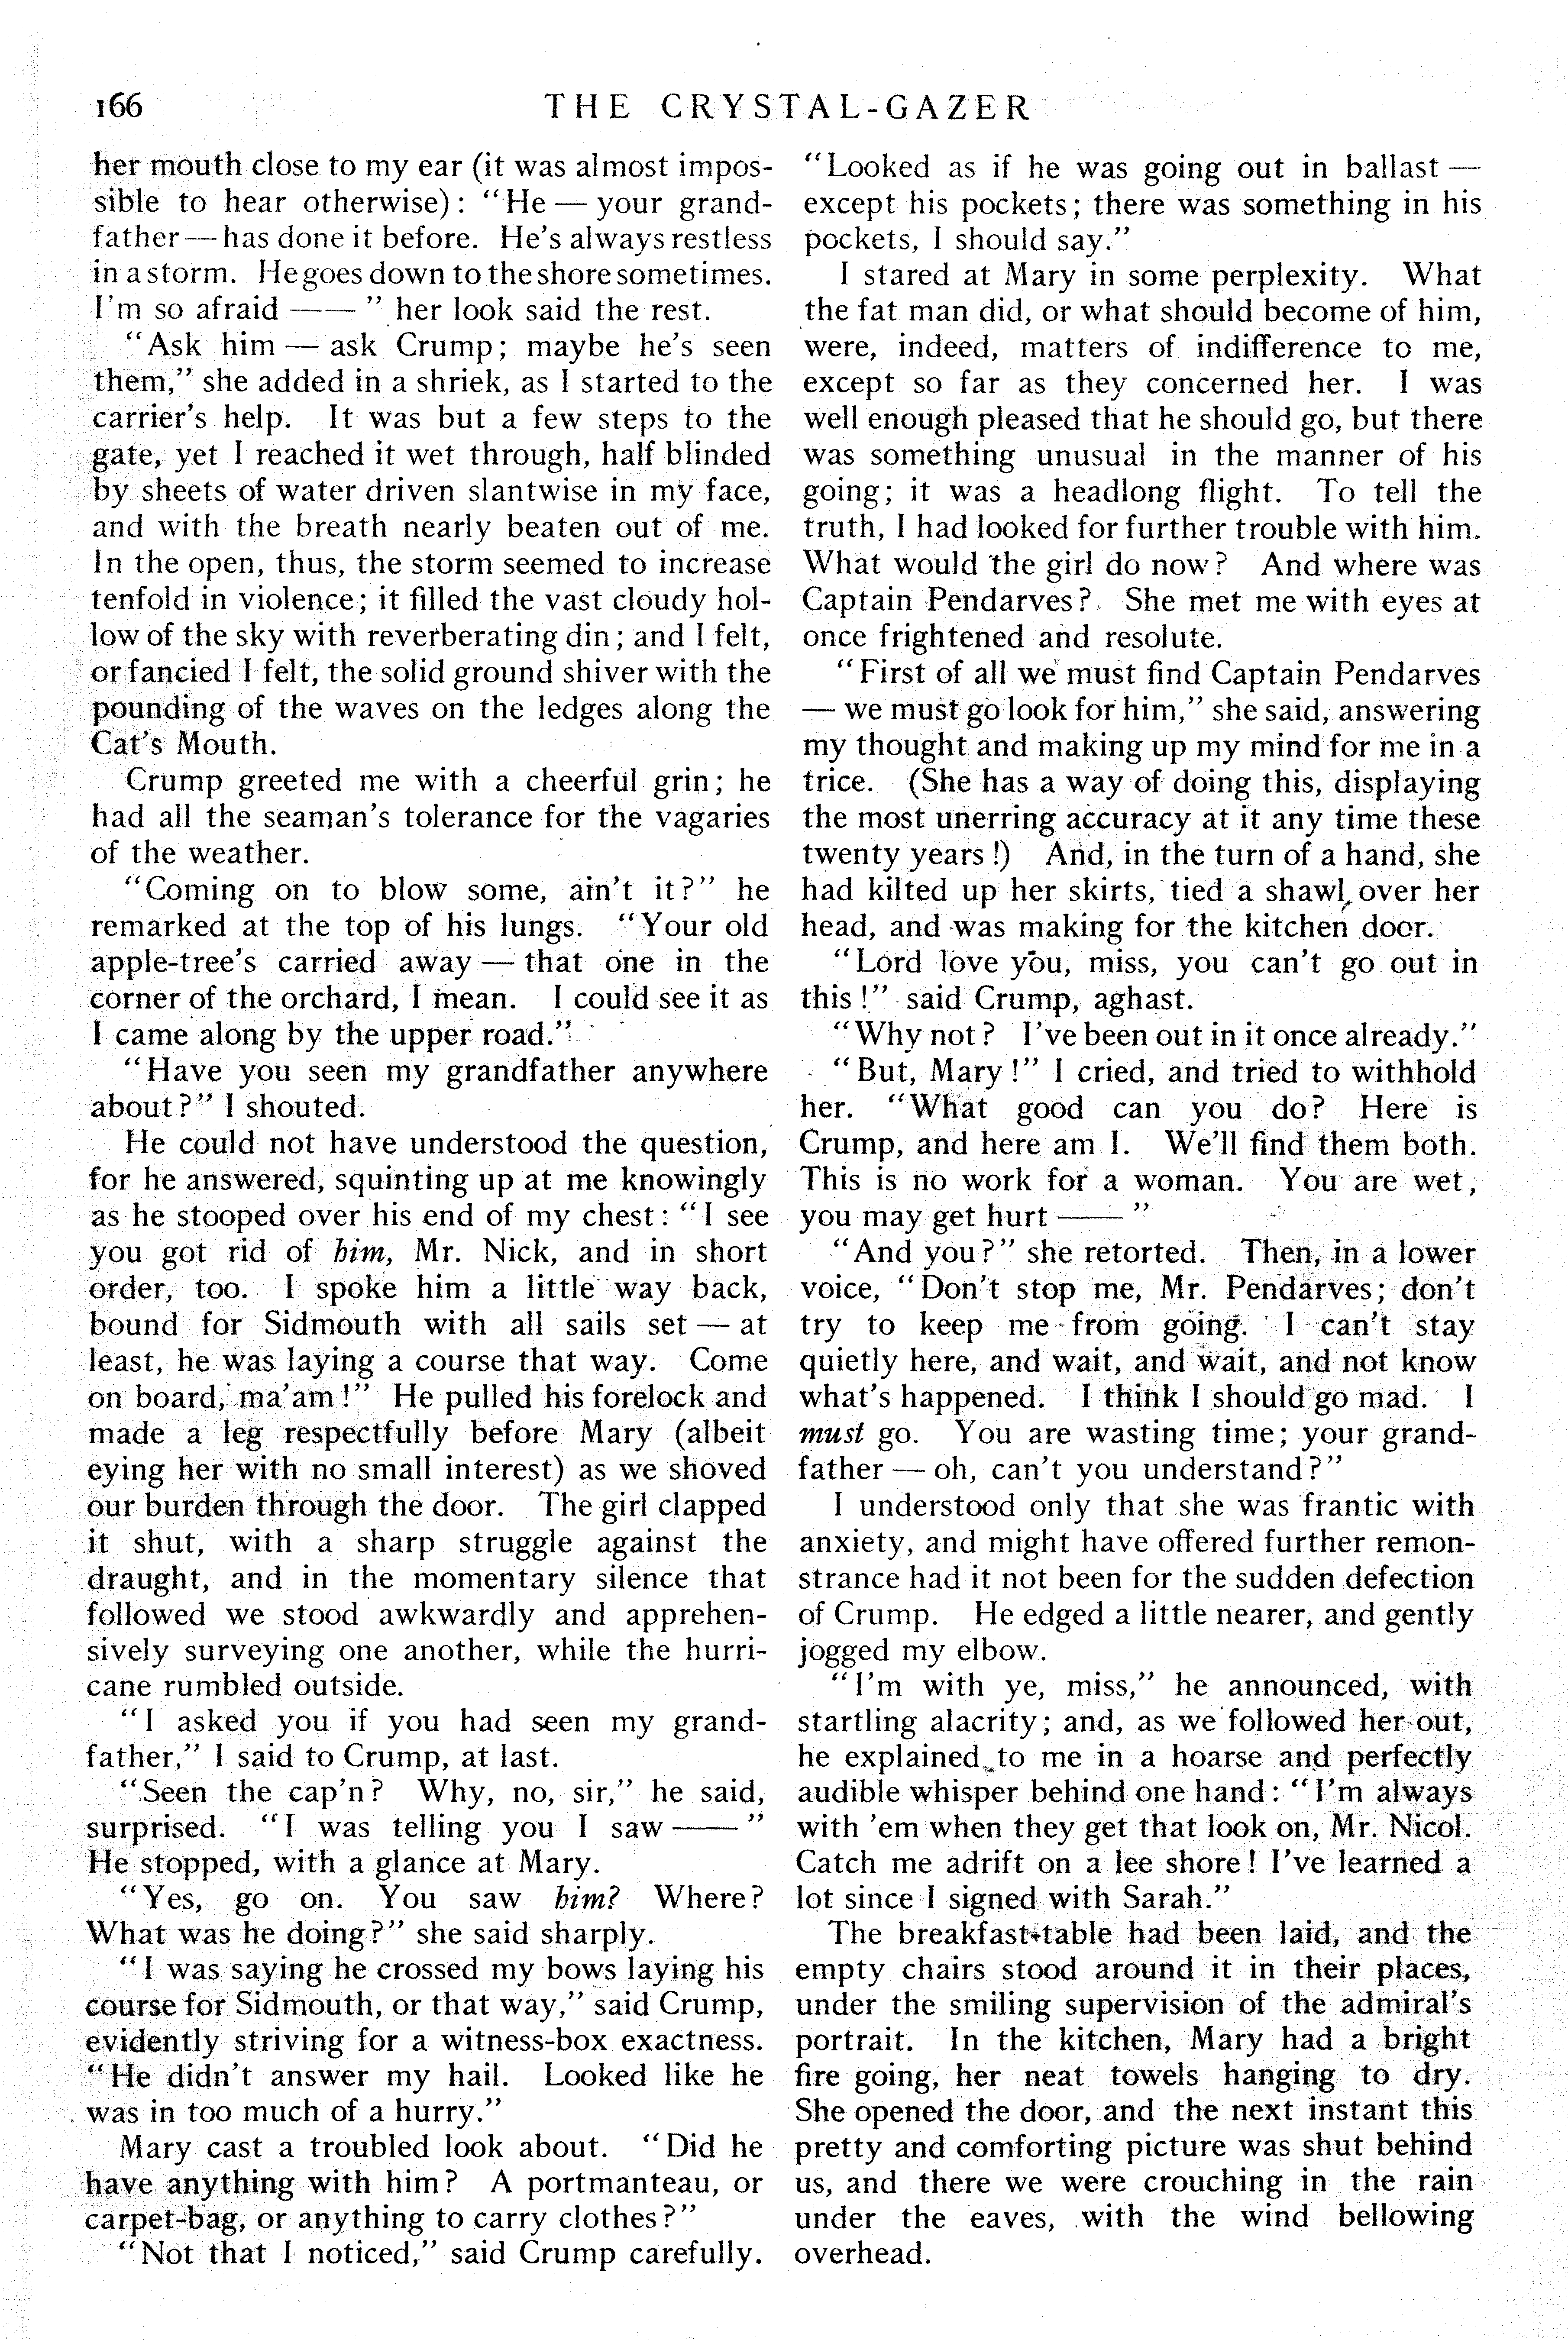 166
THE CRYSTAL-GAZER
her mouth close to my ear (it was almost impos-
sible to hear otherwise): “He — your grand-
father — has done it before. He's always restless
in a storm. He goes down to the shore sometimes.
I'm so afraid —— ” her look said the rest.
“Ask him — ask Crump; maybe he's seen
them,” she added in a shriek, as I started to the
carrier's help. It was but a few steps to the
gate, yet I reached it wet through, half blinded
by sheets of water driven slantwise in my face,
and with the breath nearly beaten out of me.
In the open, thus, the storm seemed to increase
tenfold in violence; it filled the vast cloudy hol-
low of the sky with reverberating din; and I felt,
or fancied I felt, the solid ground shiver with the
pounding of the waves on the ledges along the
Cat's Mouth.
Crump greeted me with a cheerful grin; he
had all the seaman's tolerance for the vagaries
of the weather.
“Coming on to blow some, ain't it?” he
remarked at the top of his lungs. “Your old
apple-tree's carried away — that one in the
corner of the orchard, I mean. I could see it as
I came along by the upper road.”
“Have you seen my grandfather anywhere
about?” I shouted.
He could not have understood the question,
for he answered, squinting up at me knowingly
as he stooped over his end of my chest: “I see
you got rid of him, Mr. Nick, and in short
order, too. I spoke him a little way back,
bound for Sidmouth with all sails set — at
least, he was laying a course that way. Come
on board, ma'am!” He pulled his forelock and
made a leg respectfully before Mary (albeit
eying her with no small interest) as we shoved
our burden through the door. The girl clapped
it shut, with a sharp struggle against the
draught, and in the momentary silence that
followed we stood awkwardly and apprehen-
sively surveying one another, while the hurri-
cane rumbled outside.
“I asked you if you had seen my grand-
father,” I said to Crump, at last.
“Seen the cap'n? Why, no, sir,” he said,
surprised. “I was telling you I saw —— ”
He stopped, with a glance at Mary.
“Yes, go on. You saw him? Where?
What was he doing?” she said sharply.
“I was saying he crossed my bows laying his
course for Sidmouth, or that way,” said Crump,
evidently striving for a witness-box exactness.
“He didn't answer my hail. Looked like he
was in too much of a hurry.”
Mary cast a troubled look about. “Did he
have anything with him? A portmanteau, or
carpet-bag, or anything to carry clothes?”
“Not that I noticed,” said Crump carefully.
“Looked as if he was going out in ballast —
except his pockets; there was something in his
pockets, I should say.”
I stared at Mary in some perplexity. What
the fat man did, or what should become of him,
were, indeed, matters of indifference to me,
except so far as they concerned her. I was
well enough pleased that he should go, but there
was something unusual in the manner of his
going; it was a headlong flight. To tell the
truth, I had looked for further trouble with him.
What would the girl do now? And where was
Captain Pendarves? She met me with eyes at
once frightened and resolute.
“First of all we must find Captain Pendarves
— we must go look for him,” she said, answering
my thought and making up my mind for me in a
trice. (She has a way of doing this, displaying
the most unerring accuracy at it any time these
twenty years!) And, in the turn of a hand, she
had kilted up her skirts, tied a shawl over her
head, and was making for the kitchen door.
“Lord love you, miss, you can't go out in
this!” said Crump, aghast.
“Why not? I've been out in it once already.”
“But, Mary!” I cried, and tried to withhold
her. “What good can you do? Here is
Crump, and here am I. We'll find them both.
This is no work for a woman. You are wet,
you may get hurt —— ”
“And you?” she retorted. Then, in a lower
voice, “Don't stop me, Mr. Pendarves; don't
try to keep me from going. I can't stay
quietly here, and wait, and wait, and not know
what's happened. I think I should go mad. I
must go. You are wasting time; your grand-
father — oh, can't you understand?”
I understood only that she was frantic with
anxiety, and might have offered further remon-
strance had it not been for the sudden defection
of Crump. He edged a little nearer, and gently
jogged my elbow.
“I'm with ye, miss,” he announced, with
startling alacrity; and, as we followed her out,
he explained to me in a hoarse and perfectly
audible whisper behind one hand: “I'm always
with 'em when they get that look on, Mr. Nicol.
Catch me adrift on a lee shore! I've learned a
lot since I signed with Sarah.”
The breakfast-table had been laid, and the
empty chairs stood around it in their places,
under the smiling supervision of the admiral's
portrait. In the kitchen, Mary had a bright
fire going, her neat towels hanging to dry.
She opened the door, and the next instant this
pretty and comforting picture was shut behind
us, and there we were crouching in the rain
under the eaves, with the wind bellowing
overhead.